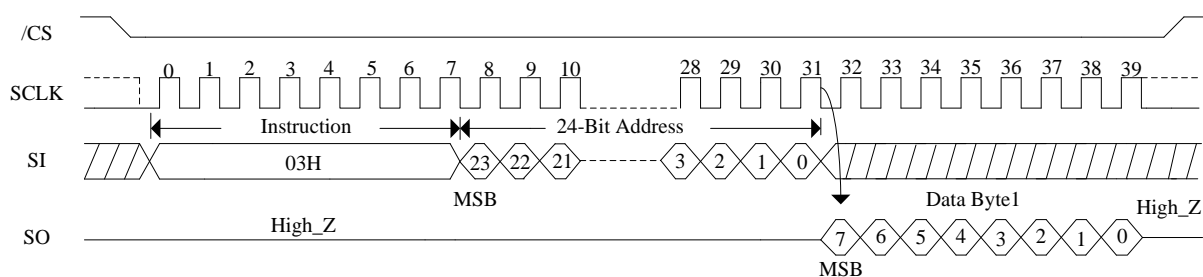 /CS
SCLK
0 1 2 3 4 5 6 7 8 9 10 28 29 30 31 32 33 34 35 36 37 38 39
Instruction 24-Bit Address
SI
03H 23 22 21 3 2 1 0
MSB Data Byte1
High_Z High_Z
SO
7 6 5 4 3 2 1 0
MSB